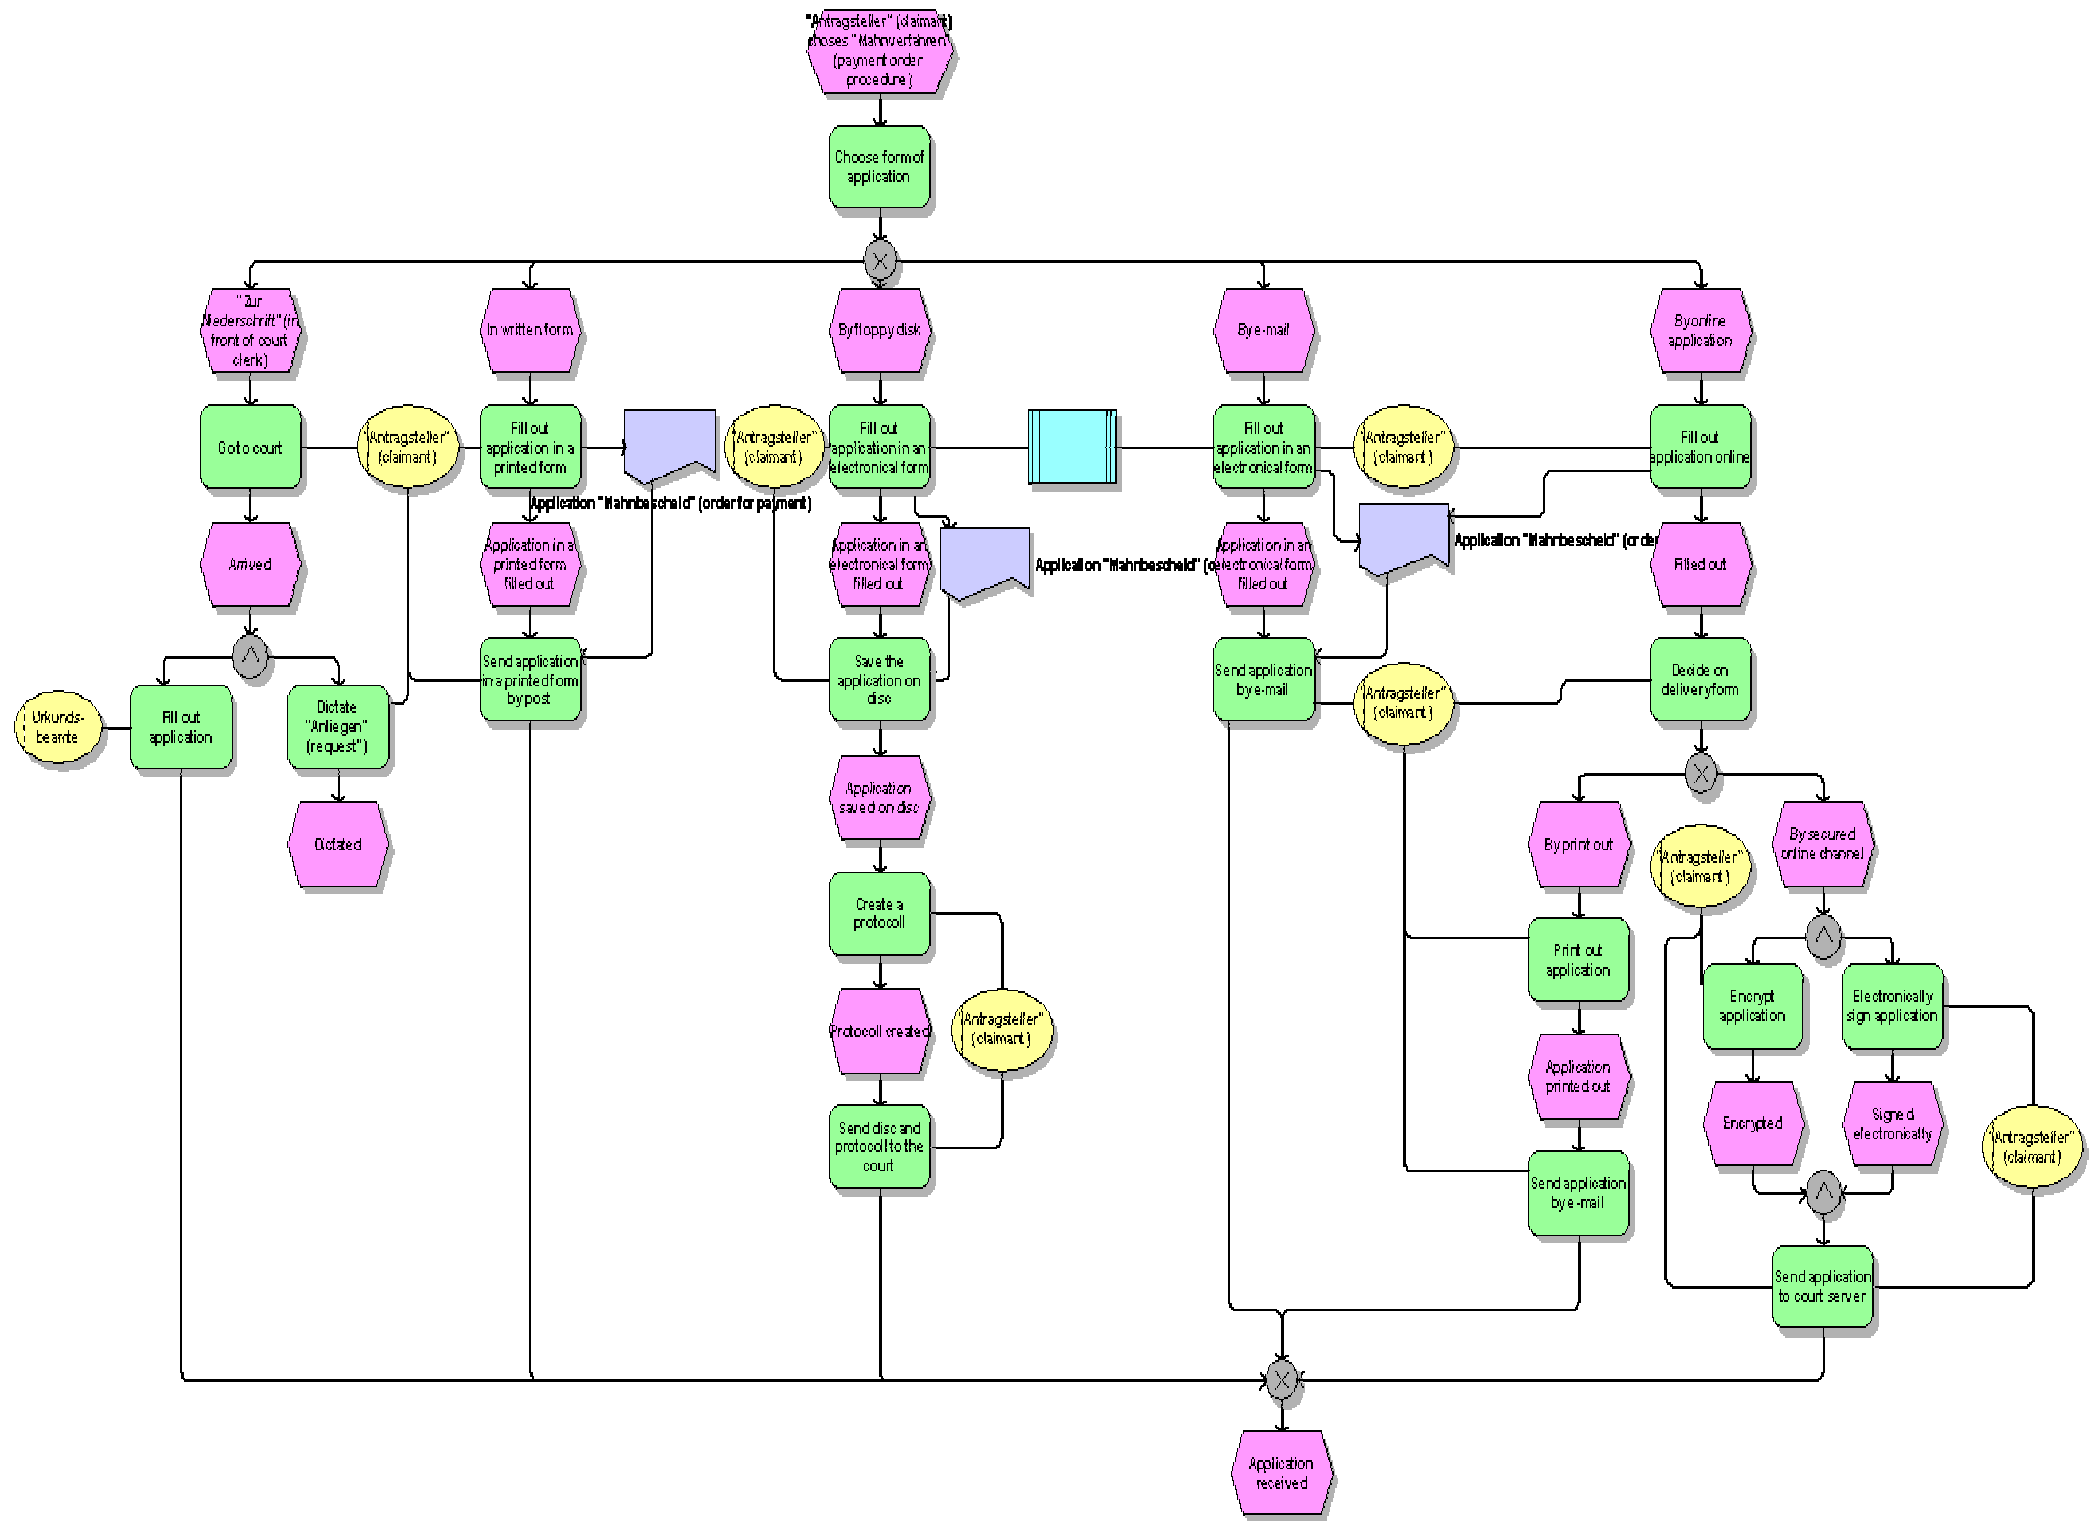 "Antragsteller" (claimant)
choses "Mahnverfahren"
(payment order
procedure)
Choose form of
application
"Zur
Niederschrift" (in
front of court
clerk)
In written form
By floppy disk
By e-mail
By online
application
Go to court
"Antragsteller"
(claimant)
Fill out
application in a
printed form
"Antragsteller"
(claimant)
Fill out
application in an
electronical form
Fill out
application in an
electronical form
"Antragsteller"
(claimant)
Fill out
application online
Application "Mahnbescheid" (order for payment)
Arrived
Application in a
printed form
filled out
Application in an
electronical form
filled out
Application "Mahnbescheid" (o
Application in an
electronical form
filled out
Application "Mahnbescheid" (order
Filled out
Send application
in a printed form
by post
Save the
application on
disc
Send application
by e-mail
"Antragsteller"
(claimant)
Decide on
delivery form
Urkunds-
beamte
Fill out
application
Dictate
"Anliegen"
(request")
Dictated
Application
saved on disc
By print out
"Antragsteller"
(claimant)
By secured
online channel
Create a
protocoll
Print out
application
Encrypt
application
Electronically
sign application
Protocoll created
"Antragsteller"
(claimant)
Application
printed out
Encrypted
Signed
electronically
Send disc and
protocoll to the
court
"Antragsteller"
(claimant)
Send application
by e-mail
Send application
to court server
Application
received